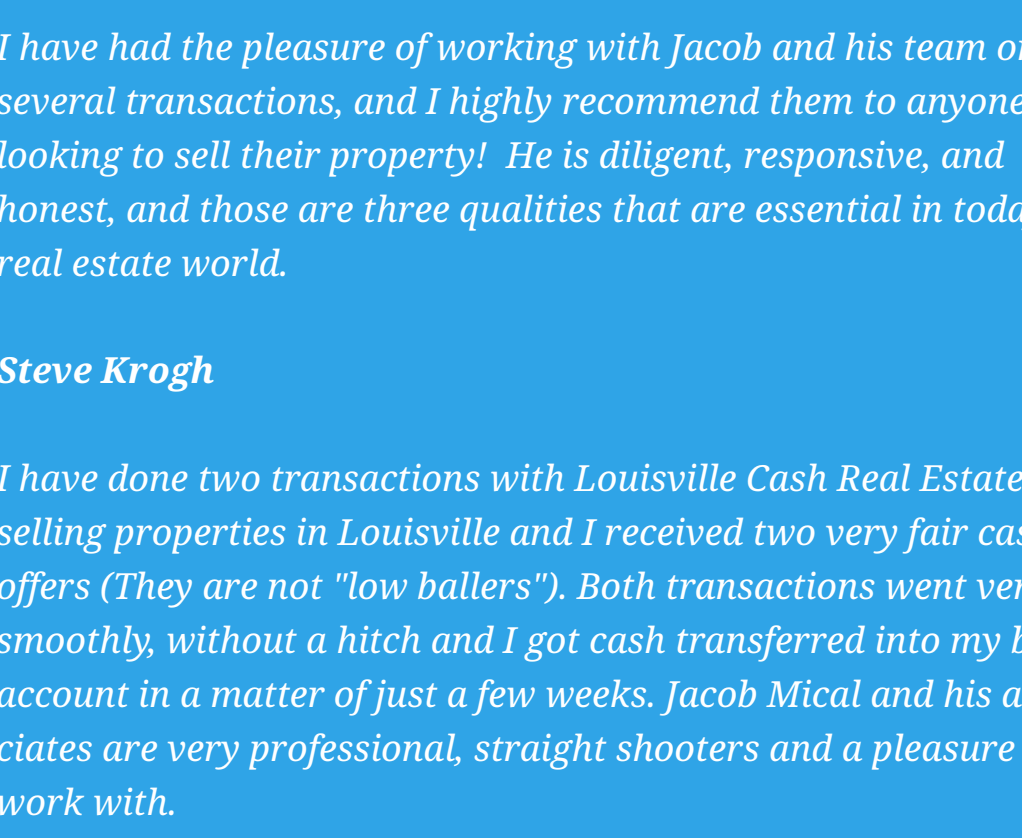 I have had the pleasure of working with Jacob and his team
several transactions, and I highly recommend them to anyone
looking to sell their property!  He is diligent, responsive, and
honest, and those are three qualities that are essential in
real estate world.
Steve Krogh
I have done two transactions with Louisville Cash Real Estate
selling properties in Louisville and I received two very fair
offers (They are not "low ballers"). Both transactions went
smoothly, without a hitch and I got cash transferred into my
account in a matter of just a few weeks. Jacob Mical and his
ciates are very professional, straight shooters and a pleasure
work with.